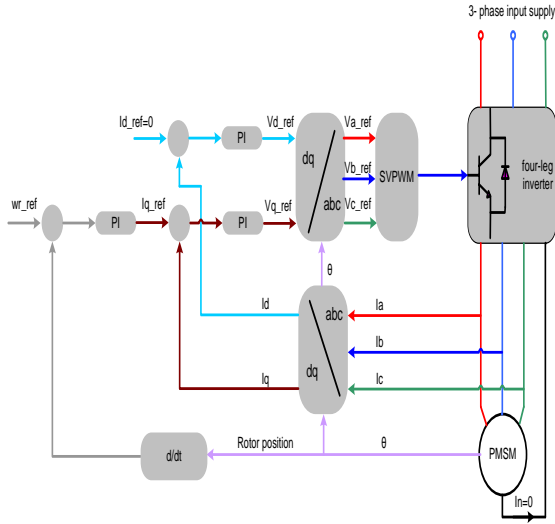 3- phase input supply
Id_ref=0
PI
Vd_ref
Va_ref
dq
Vb_ref
SVPWM
four-leg
inverter
abc
Vc_ref
wr_ref
PI
Iq_ref
PI
Vq_ref
θ
Id
abc
Ia
Ib
dq
Iq
Ic
d/dt
Rotor position
θ
PMSM
In=0